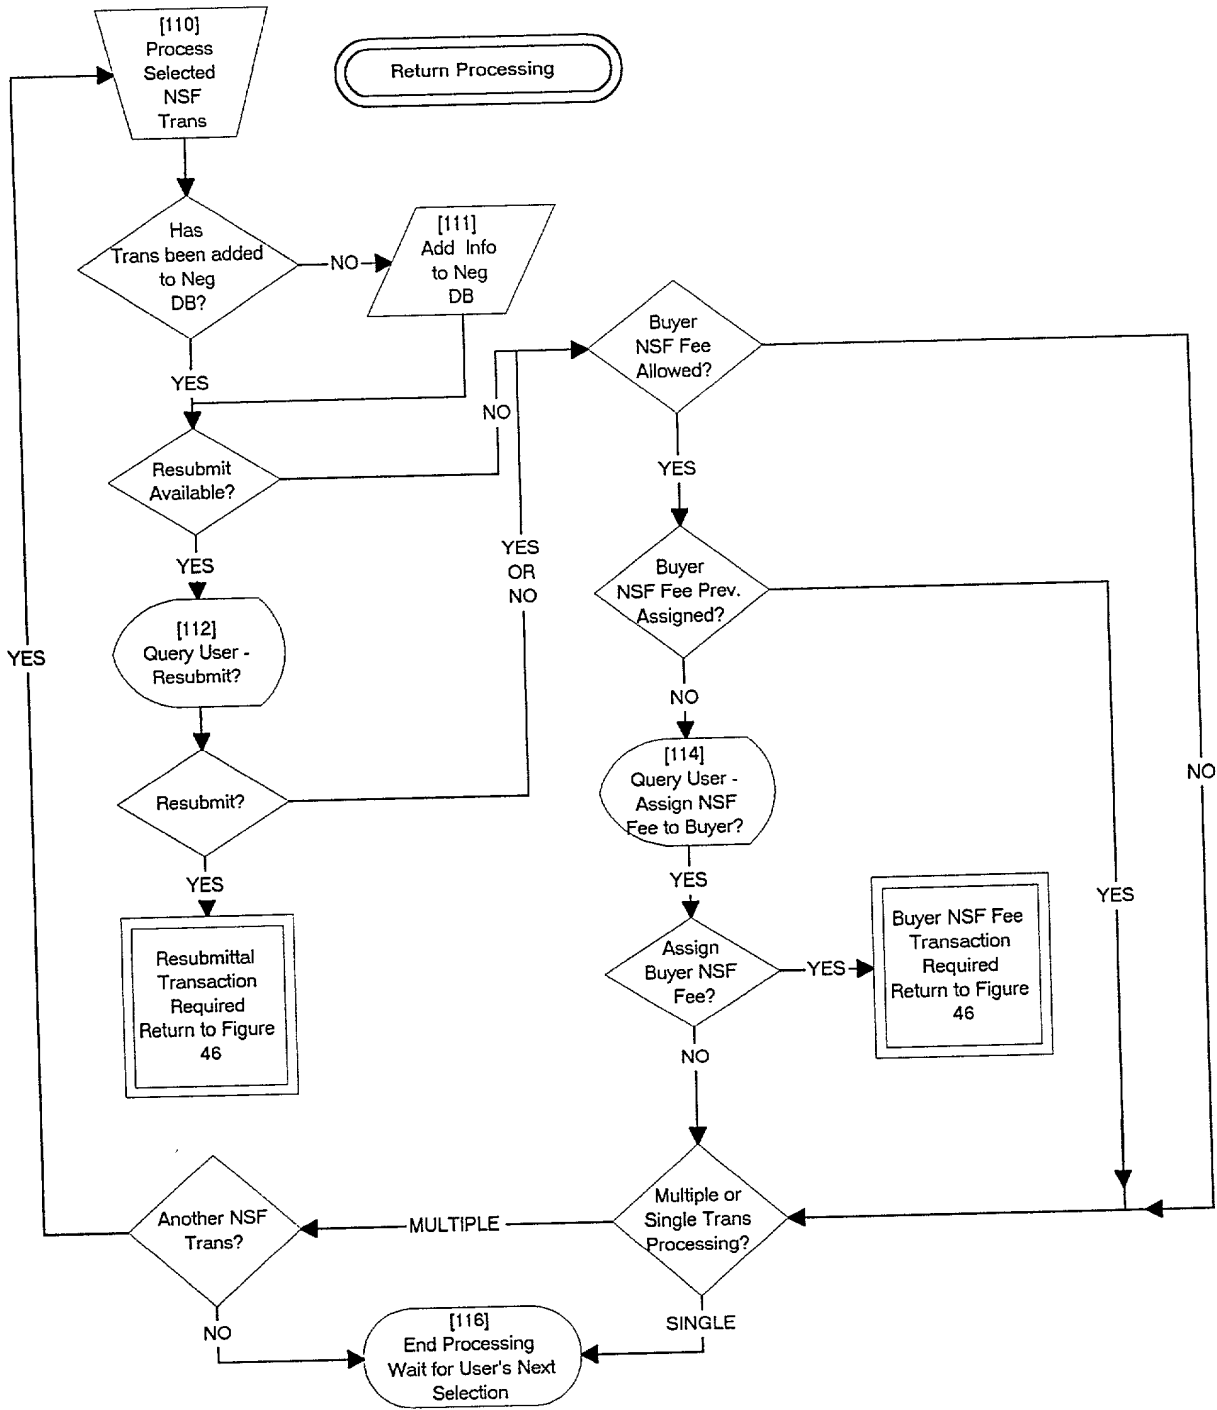 [110]
Process
Selected
NSF
Trans
Return Processing
Has
Trans been added
to Neg
DB?
NO
[111]
Add Info
to Neg
DB
YES
Resubmit
Available?
NO
YES
[112]
Query User -
Resubmit?
Resubmit?
YES
OR
NO
YES
Resubmittal
Transaction
Required
Return to Figure
46
Buyer
NSF Fee
Allowed?
YES
Buyer
NSF Fee Prev.
Assigned?
NO
[114]
Query User -
Assign NSF
Fee to Buyer?
YES
Assign
Buyer NSF
Fee?
YES
Buyer NSF Fee
Transaction
Required
Return to Figure
46
NO
YES
NO
Multiple or
Single Trans
Processing?
MULTIPLE
Another NSF
Trans?
YES
NO
SINGLE
[116]
End Processing
Wait for User's Next
Selection